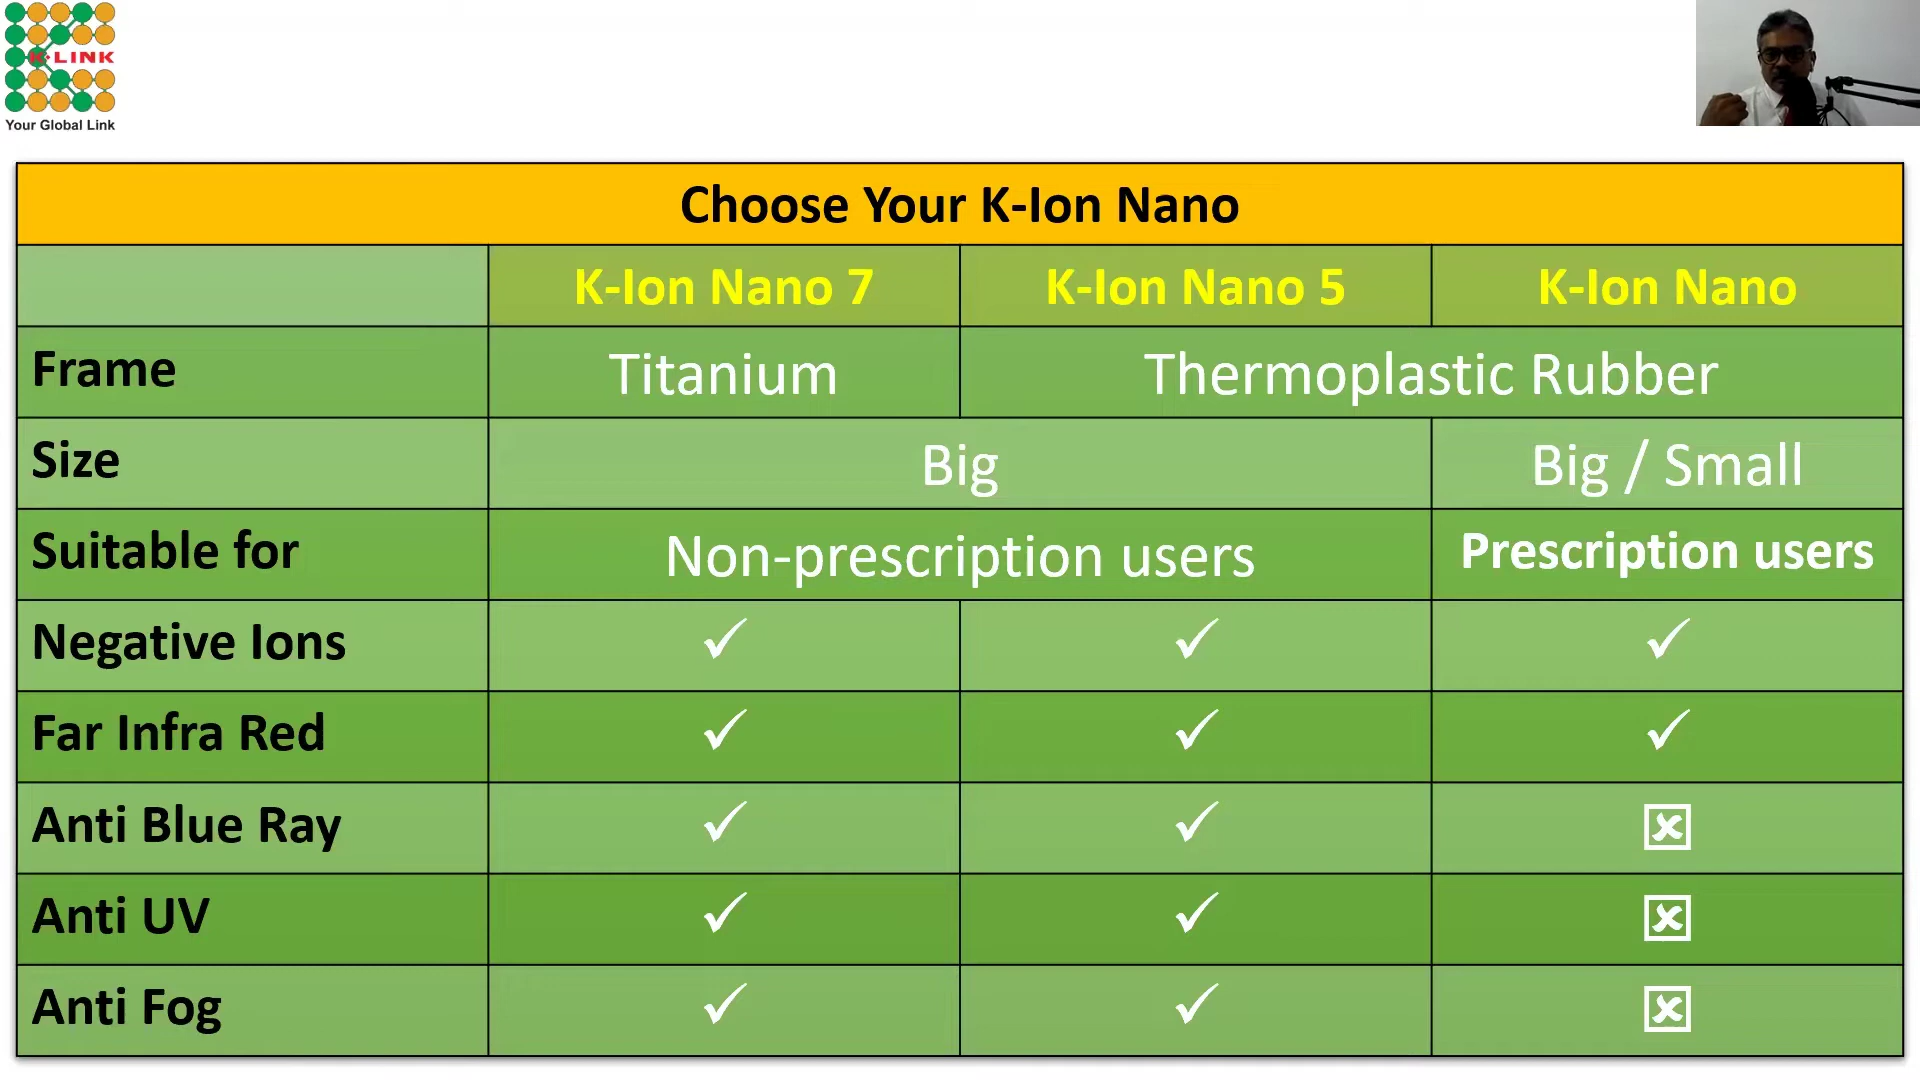 K-LINK
Your Global Link
Choose Your K-Ion Nano
K-Ion Nano 7 K-Ion Nano 5 K-Ion Nano
Frame Titanium Thermoplastic Rubber
Size Big Big / Small
Suitable for Non-prescription users Prescription users
Negative Ions ✓ ✓ ✓
Far Infra Red ✓ ✓ ✓
Anti Blue Ray ✓ ✓ ☒
Anti UV ✓ ✓ ☒
Anti Fog ✓ ✓ ☒